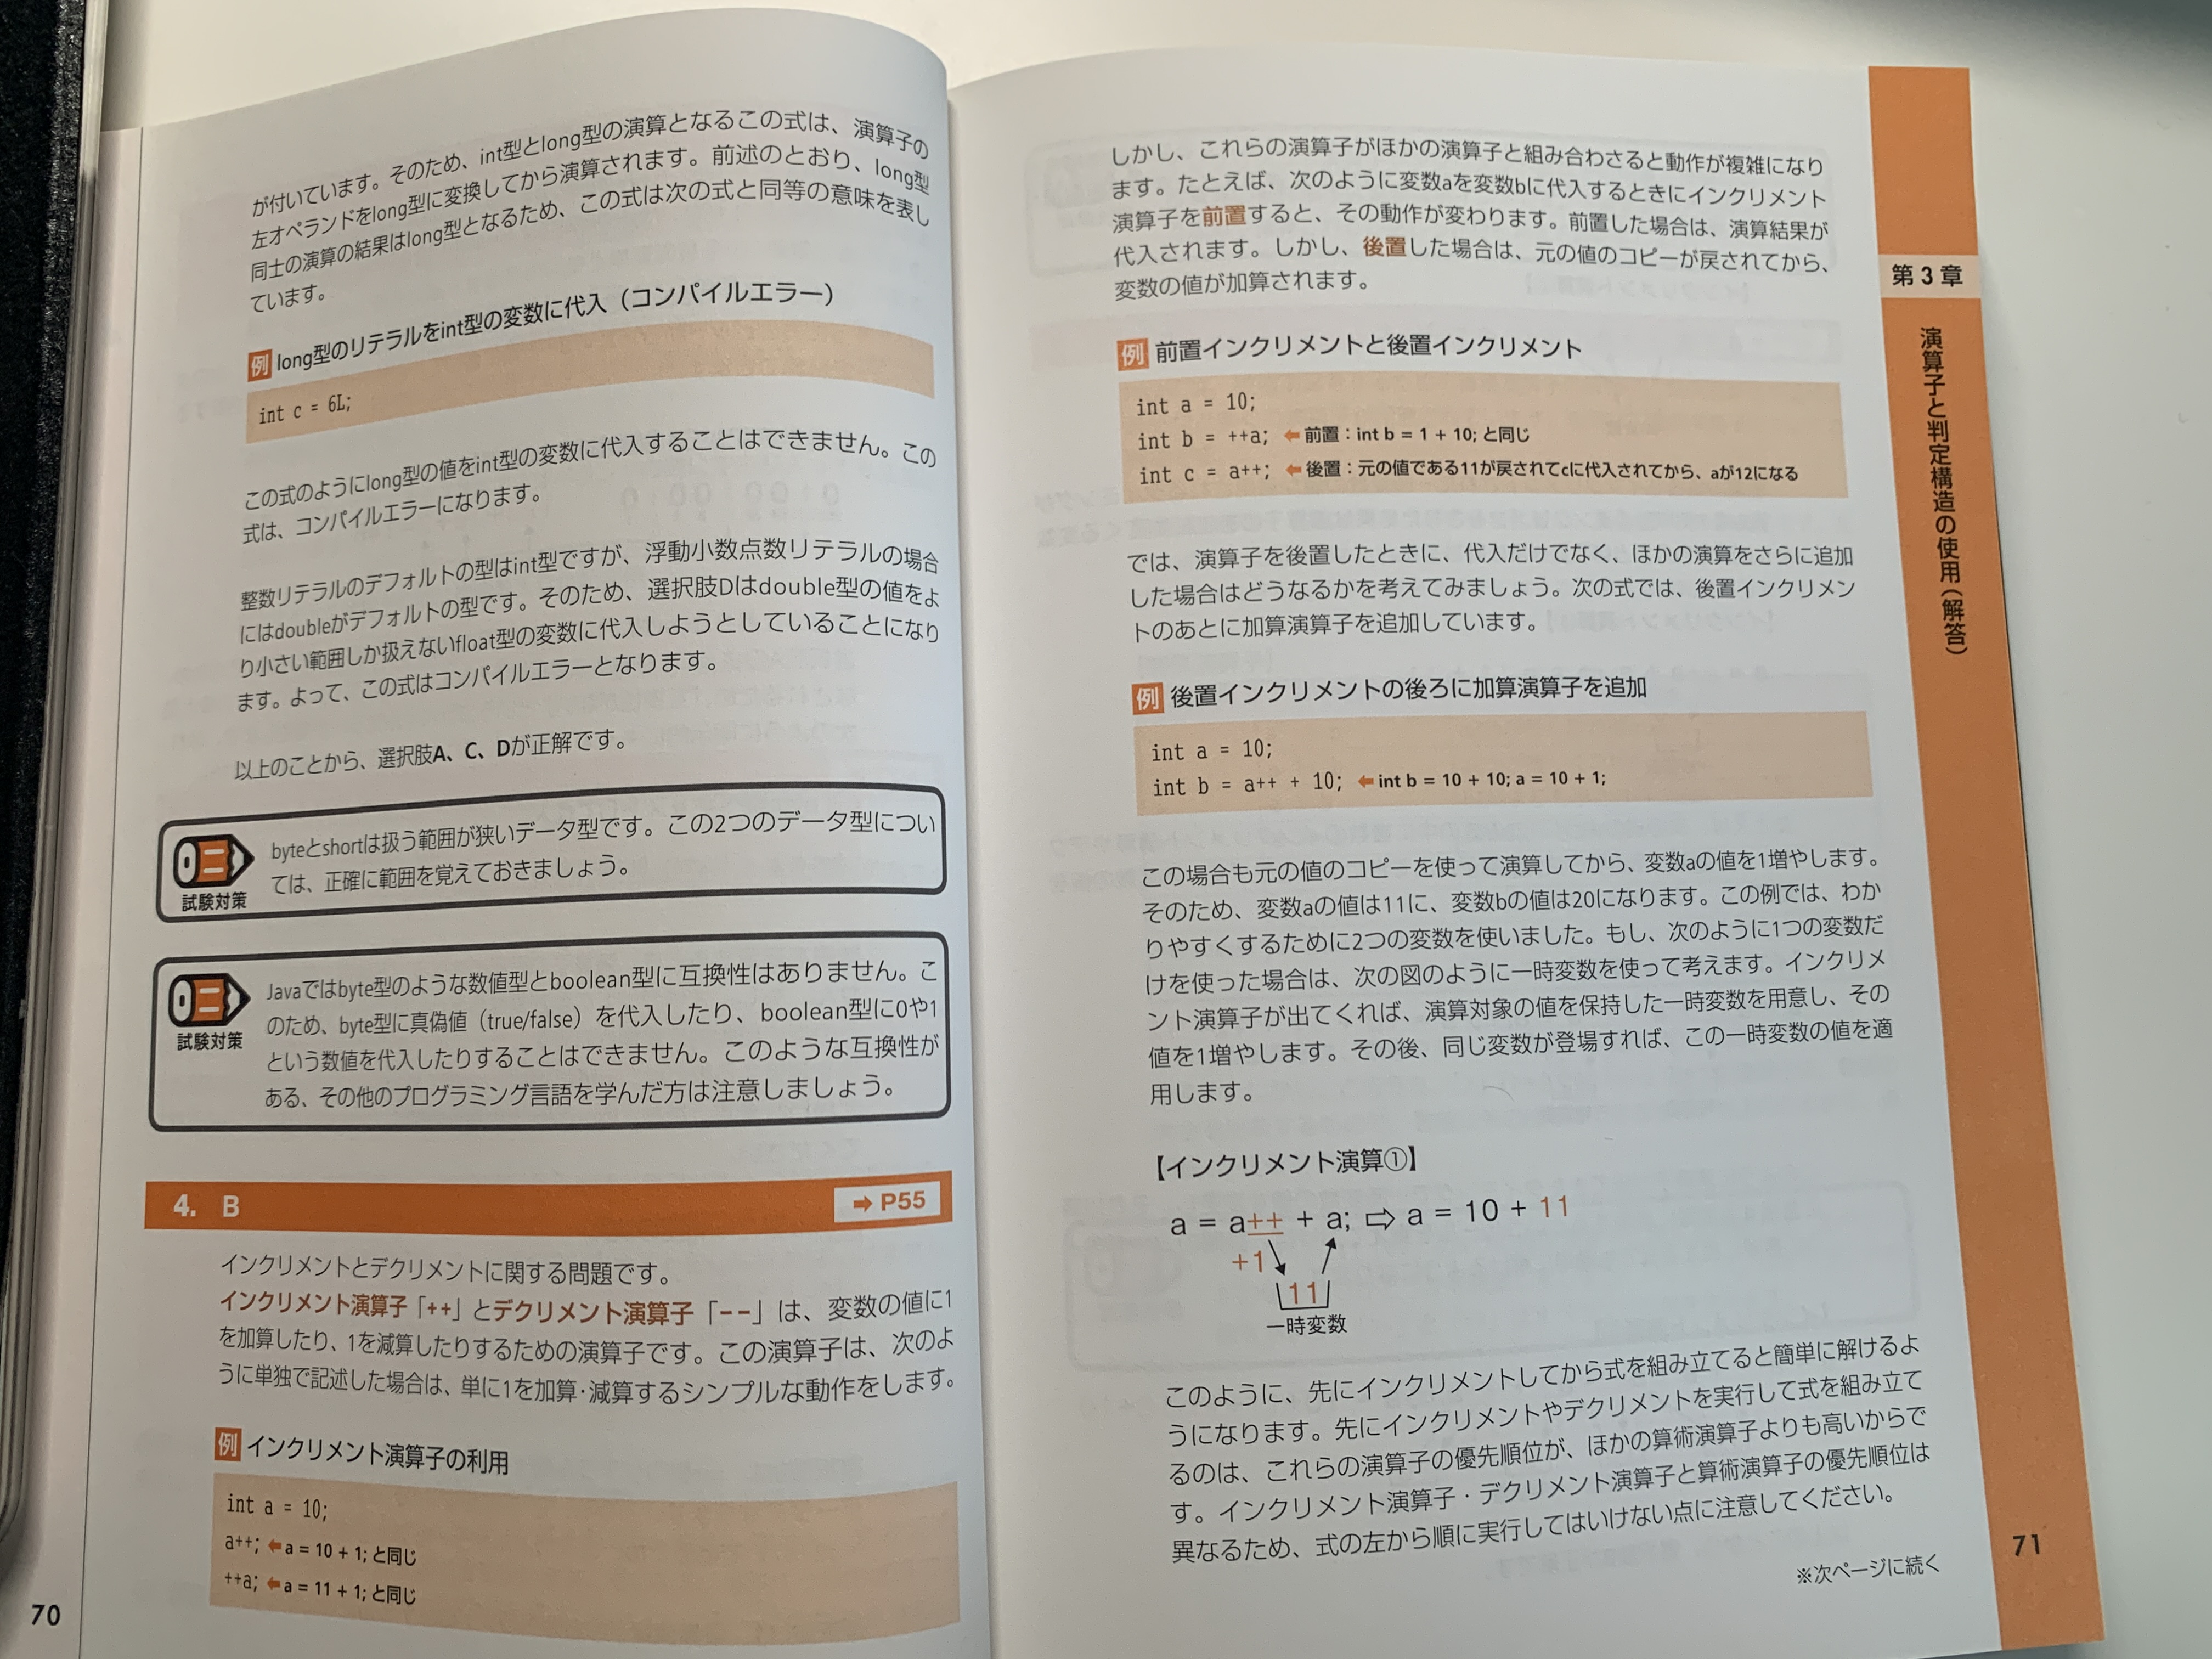 が付いています。そのため、int型とlong型の演算となるこの式は、演算子の
左オペランドをlong型に変換してから演算されます。前述のとおり、long型
同士の演算の結果はlong型となるため、この式は次の式と同等の意味を表し
ています。
例 long型のリテラルをint型の変数に代入（コンパイルエラー）
int c = 6L;
この式のようにlong型の値をint型の変数に代入することはできません。この
式は、コンパイルエラーになります。
整数リテラルのデフォルトの型はint型ですが、浮動小数点数リテラルの場合
にはdoubleがデフォルトの型です。そのため、選択肢Dはdouble型の値をよ
り小さい範囲しか扱えないfloat型の変数に代入しようとしていることになり
ます。よって、この式はコンパイルエラーとなります。
以上のことから、選択肢A、C、Dが正解です。
byteとshortは扱う範囲が狭いデータ型です。この2つのデータ型につい
ては、正確に範囲を覚えておきましょう。
試験対策
Javaではbyte型のような数値型とboolean型に互換性はありません。こ
のため、byte型に真偽値（true/false）を代入したり、boolean型に0や1
という数値を代入したりすることはできません。このような互換性が
ある、その他のプログラミング言語を学んだ方は注意しましょう。
試験対策
4. B ➡ P55
インクリメントとデクリメントに関する問題です。
インクリメント演算子「++」とデクリメント演算子「−−」は、変数の値に1
を加算したり、1を減算したりするための演算子です。この演算子は、次のよ
うに単独で記述した場合は、単に1を加算・減算するシンプルな動作をします。
例 インクリメント演算子の利用
int a = 10;
a++; ⬅a = 10 + 1; と同じ
++a; ⬅a = 11 + 1; と同じ
70
しかし、これらの演算子がほかの演算子と組み合わさると動作が複雑になり
ます。たとえば、次のように変数aを変数bに代入するときにインクリメント
演算子を前置すると、その動作が変わります。前置した場合は、演算結果が
代入されます。しかし、後置した場合は、元の値のコピーが戻されてから、
変数の値が加算されます。
例 前置インクリメントと後置インクリメント
int a = 10;
int b = ++a; ⬅前置：int b = 1 + 10; と同じ
int c = a++; ⬅後置：元の値である11が戻されてcに代入されてから、aが12になる
では、演算子を後置したときに、代入だけでなく、ほかの演算をさらに追加
した場合はどうなるかを考えてみましょう。次の式では、後置インクリメン
トのあとに加算演算子を追加しています。
例 後置インクリメントの後ろに加算演算子を追加
int a = 10;
int b = a++ + 10; ⬅int b = 10 + 10; a = 10 + 1;
この場合も元の値のコピーを使って演算してから、変数aの値を1増やします。
そのため、変数aの値は11に、変数bの値は20になります。この例では、わか
りやすくするために2つの変数を使いました。もし、次のように1つの変数だ
けを使った場合は、次の図のように一時変数を使って考えます。インクリメ
ント演算子が出てくれば、演算対象の値を保持した一時変数を用意し、その
値を1増やします。その後、同じ変数が登場すれば、この一時変数の値を適
用します。
【インクリメント演算①】
a = a++ + a; ⇨ a = 10 + 11
+1
11
一時変数
このように、先にインクリメントしてから式を組み立てると簡単に解けるよ
うになります。先にインクリメントやデクリメントを実行して式を組み立て
るのは、これらの演算子の優先順位が、ほかの算術演算子よりも高いからで
す。インクリメント演算子・デクリメント演算子と算術演算子の優先順位は
異なるため、式の左から順に実行してはいけない点に注意してください。
※次ページに続く
第3章
演算子と判定構造の使用（解答）
71